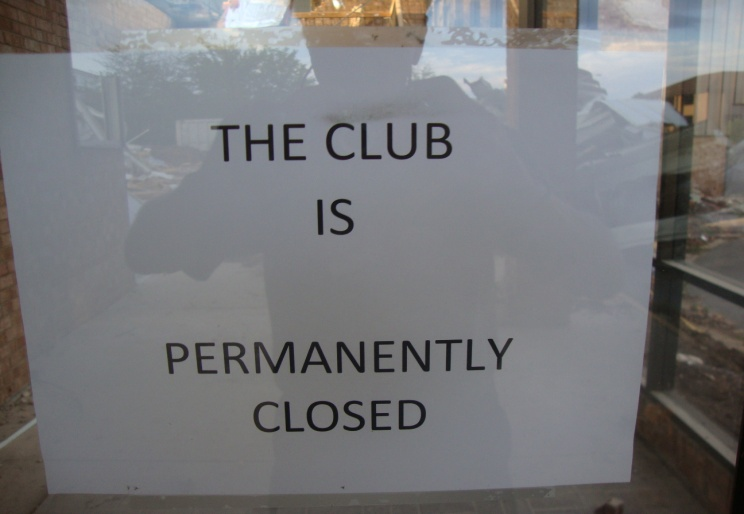 THE CLUB
IS
PERMANENTLY
CLOSED